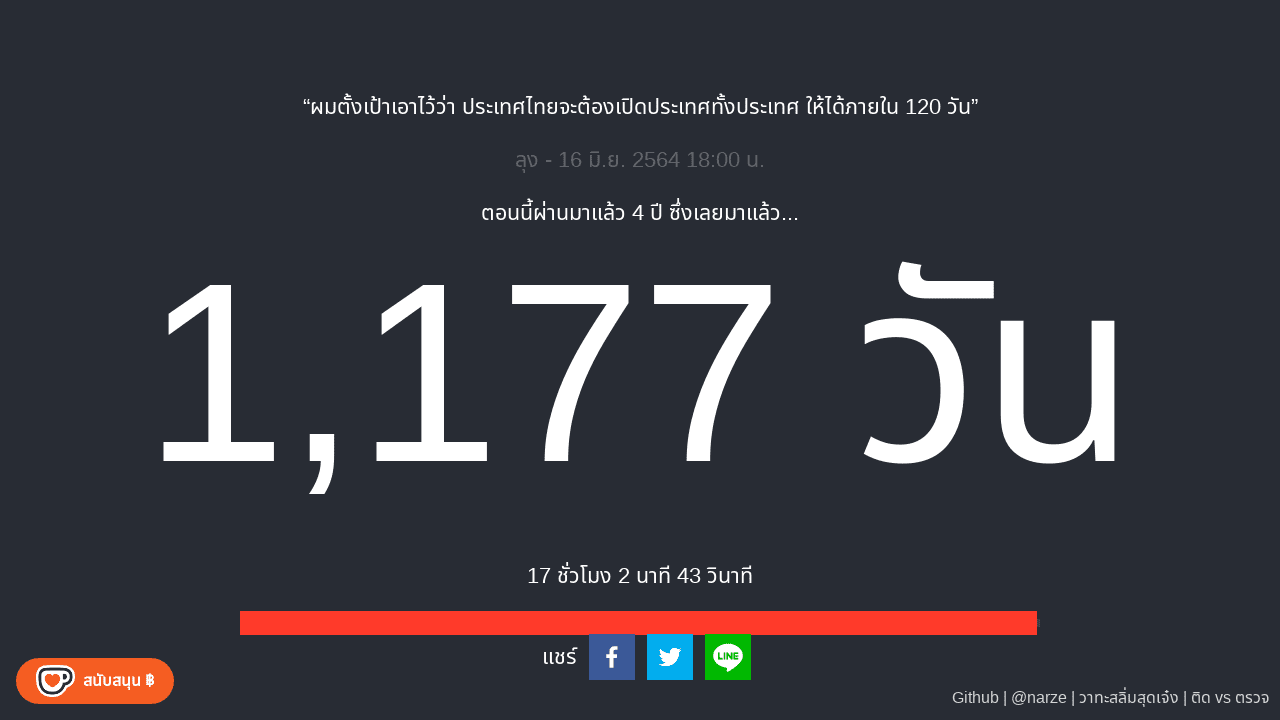 “ผมตั้งเป้าเอาไว้ว่า ประเทศไทยจะต้องเปิดประเทศทั้งประเทศ ให้ได้ภายใน 120 วัน”
ลุง - 16 มิ.ย. 2564 18:00 น.
ตอนนี้ผ่านมาแล้ว 4 ปี ซึ่งเลยมาแล้ว...
1,177 วัน
17 ชั่วโมง 2 นาที 43 วินาที
แชร์
LINE
สนับสนุน ฿
Github | @narze | วาทะสลิ่มสุดเจ๋ง | ติด vs ตรวจ